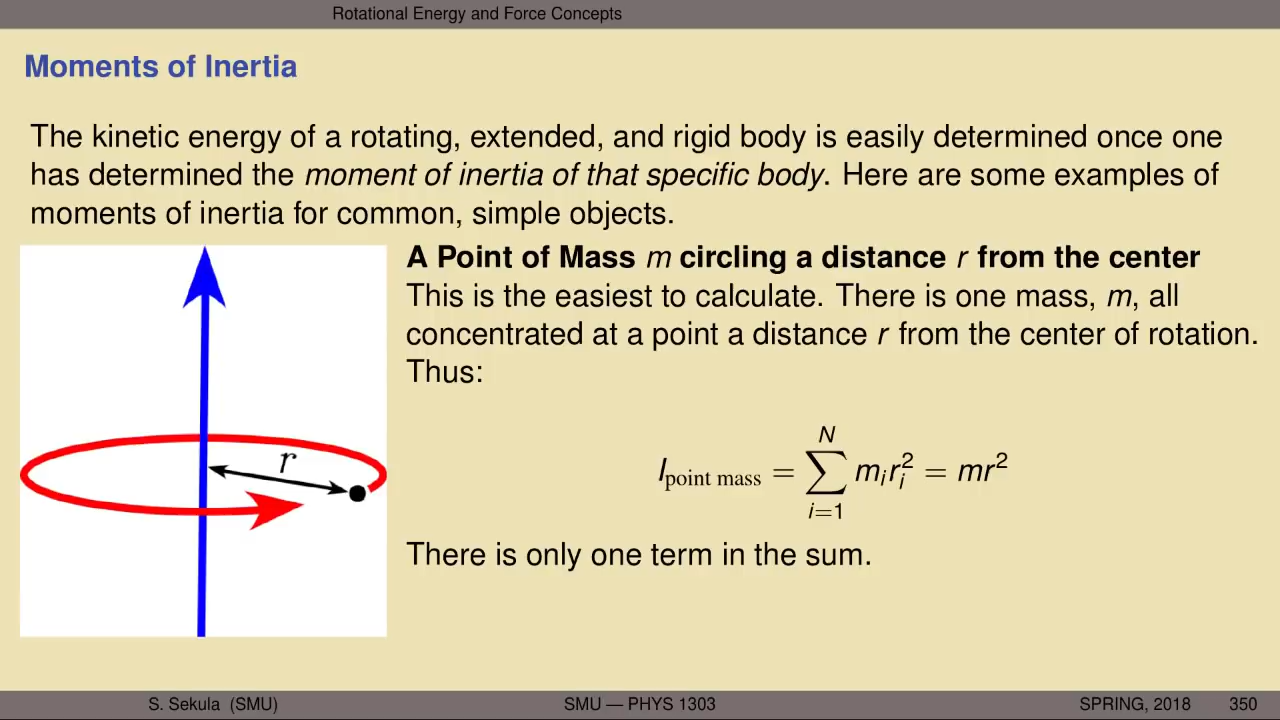 Rotational Energy and Force Concepts
Moments of Inertia
The kinetic energy of a rotating, extended, and rigid body is easily determined once one
has determined the moment of inertia of that specific body. Here are some examples of
moments of inertia for common, simple objects.
A Point of Mass m circling a distance r from the center
This is the easiest to calculate. There is one mass, m, all
concentrated at a point a distance r from the center of rotation.
Thus:
r
I_{point mass} = \sum_{i=1}^{N} m_i r_i^2 = mr^2
There is only one term in the sum.
S. Sekula (SMU) SMU — PHYS 1303 SPRING, 2018 350